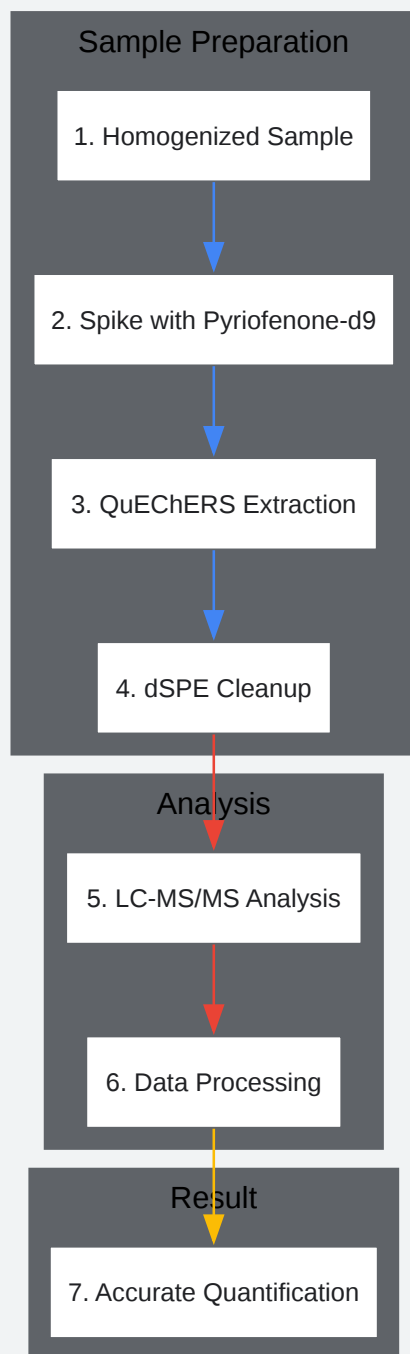 Sample Preparation
1. Homogenized Sample
2. Spike with Pyriofenone-d9
3. QuEChERS Extraction
4. dSPE Cleanup
Analysis
5. LC-MS/MS Analysis
6. Data Processing
Result
7. Accurate Quantification